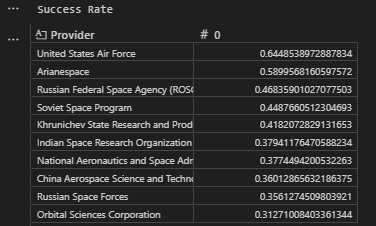 Success Rate
Provider # 0
United States Air Force 0.6448538972887834
Arianespace 0.5899568160597572
Russian Federal Space Agency (ROSC 0.46835901027077503
Soviet Space Program 0.4487660512304693
Khrunichev State Research and Prod 0.4182072829131653
Indian Space Research Organization 0.37941176470588234
National Aeronautics and Space Adr 0.3774494200532263
China Aerospace Science and Techno 0.36012865632186375
Russian Space Forces 0.3561274509803921
Orbital Sciences Corporation 0.31271008403361344